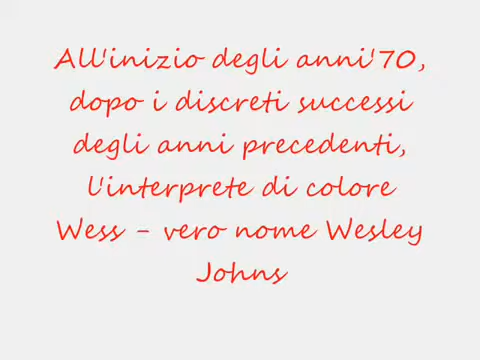 All'inizio degli anni'70,
dopo i discreti successi
degli anni precedenti,
l'interprete di colore
Wess - vero nome Wesley
Johns